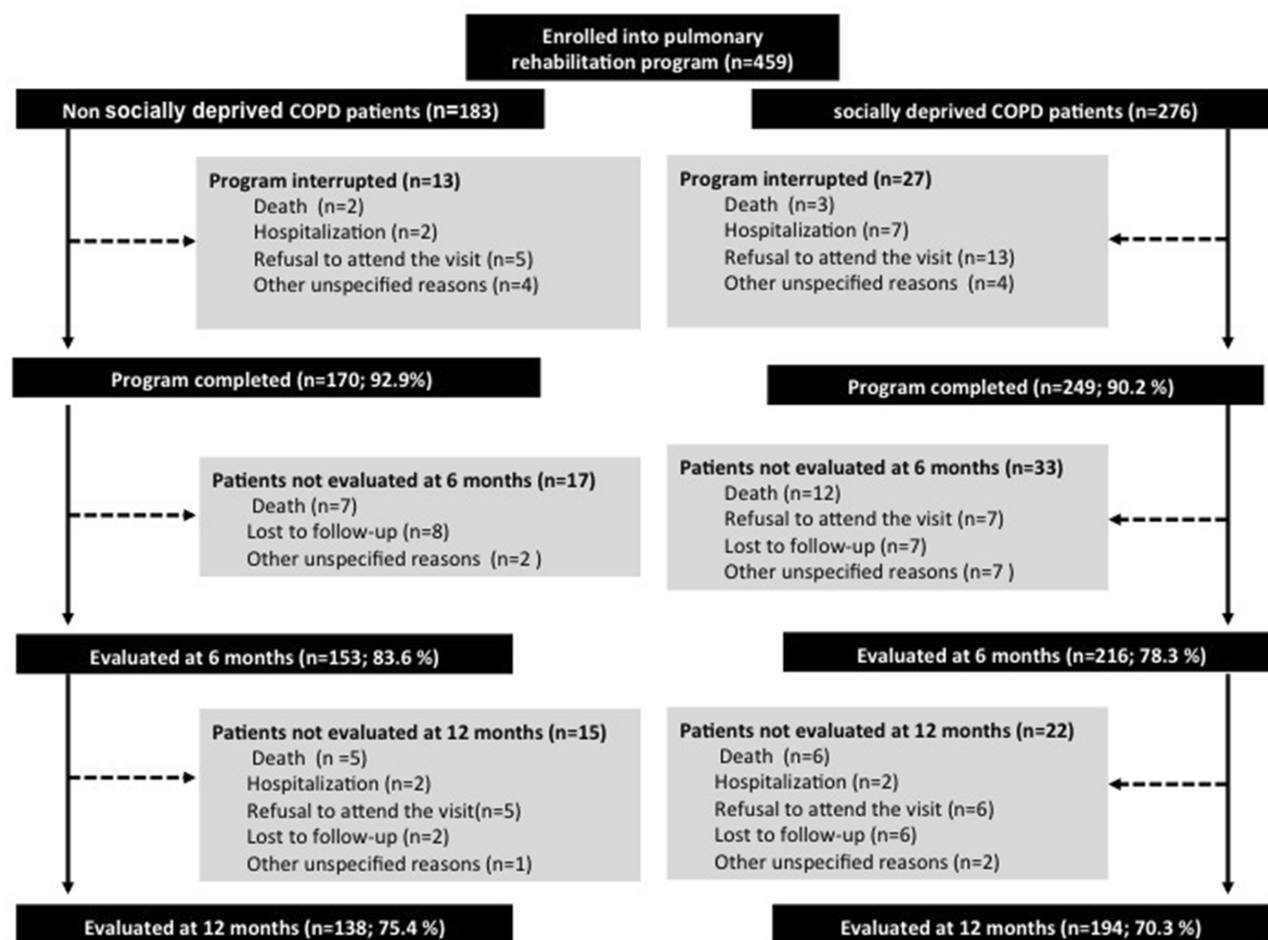 Enrolled into pulmonary
rehabilitation program (n=459)
Non socially deprived COPD patients (n=183)
socially deprived COPD patients (n=276)
Program interrupted (n=13)
Death (n=2)
Hospitalization (n=2)
Refusal to attend the visit (n=5)
Other unspecified reasons (n=4)
Program interrupted (n=27)
Death (n=3)
Hospitalization (n=7)
Refusal to attend the visit (n=13)
Other unspecified reasons (n=4)
Program completed (n=170; 92.9%)
Program completed (n=249; 90.2 %)
Patients not evaluated at 6 months (n=17)
Death (n=7)
Lost to follow-up (n=8)
Other unspecified reasons (n=2 )
Patients not evaluated at 6 months (n=33)
Death (n=12)
Refusal to attend the visit (n=7)
Lost to follow-up (n=7)
Other unspecified reasons (n=7 )
Evaluated at 6 months (n=153; 83.6 %)
Evaluated at 6 months (n=216; 78.3 %)
Patients not evaluated at 12 months (n=15)
Death (n =5)
Hospitalization (n=2)
Refusal to attend the visit(n=5)
Lost to follow-up (n=2)
Other unspecified reasons (n=1)
Patients not evaluated at 12 months (n=22)
Death (n=6)
Hospitalization (n=2)
Refusal to attend the visit (n=6)
Lost to follow-up (n=6)
Other unspecified reasons (n=2)
Evaluated at 12 months (n=138; 75.4 %)
Evaluated at 12 months (n=194; 70.3 %)